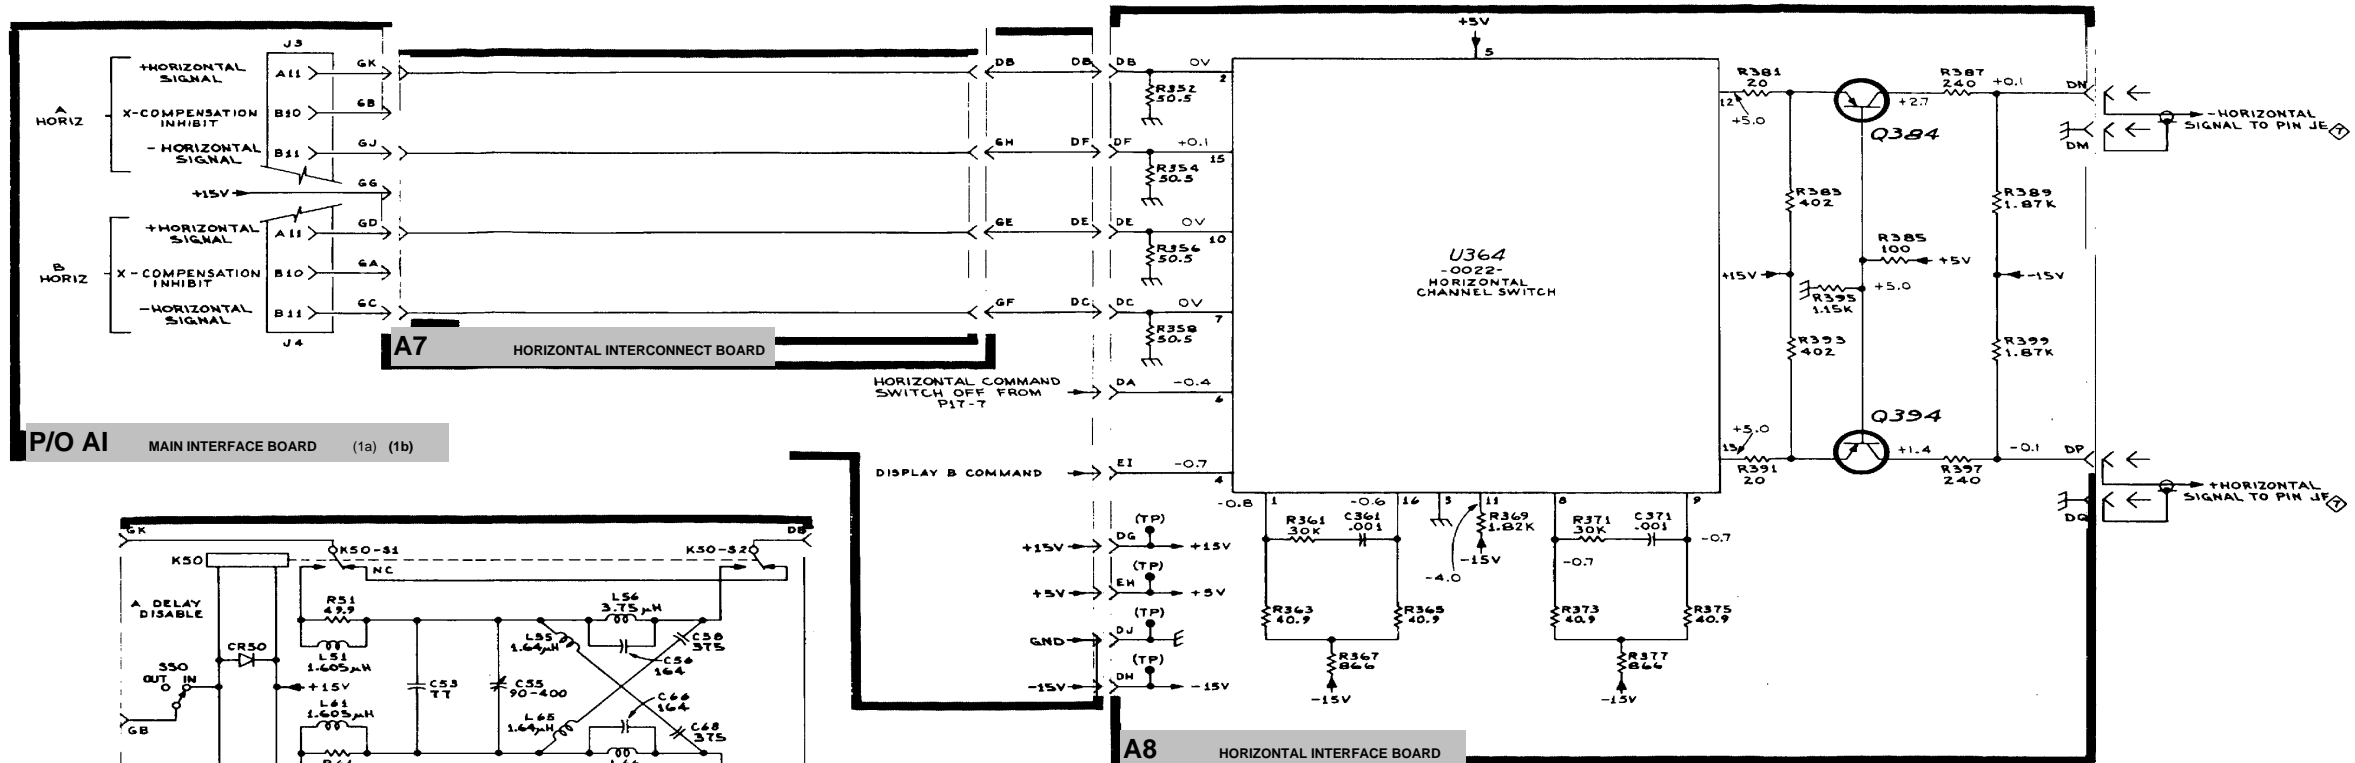 J3
A
HORIZ
+HORIZONTAL
SIGNAL
A11
GK
X-COMPENSATION
INHIBIT
B10
GB
-HORIZONTAL
SIGNAL
B11
GJ
+15V
GG
B
HORIZ
+HORIZONTAL
SIGNAL
A11
GD
X-COMPENSATION
INHIBIT
B10
GA
-HORIZONTAL
SIGNAL
B11
GC
J4
A7 HORIZONTAL INTERCONNECT BOARD
P/O AI MAIN INTERFACE BOARD (1a) (1b)
DB DB DB 0V 2
R352
50.5
GH DF DF +0.1 15
R354
50.5
GE DE DE 0V 10
R356
50.5
GF DC DC 0V 7
R358
50.5
HORIZONTAL COMMAND
SWITCH OFF FROM
P17-7
DA -0.4 6
DISPLAY B COMMAND
EI -0.7 4
+5V
5
U364
-0022-
HORIZONTAL
CHANNEL SWITCH
12
+5.0
R381
20
Q384
+2.7
R387
240
+0.1
DN
-HORIZONTAL
SIGNAL TO PIN JE 7
DM
R383
402
R389
1.87K
R385
100
+5V
+15V
-15V
R395
1.15K
+5.0
R393
402
R399
1.87K
Q394
13
+5.0
R391
20
+1.4
R397
240
-0.1
DP
+HORIZONTAL
SIGNAL TO PIN JF 7
DQ
-0.8 1
-0.6 16
3
11
8
9
R361
30K
C361
.001
R369
1.82K
-15V
-4.0
R371
30K
C371
.001
-0.7
-0.7
R363
40.9
R365
40.9
R367
866
-15V
R373
40.9
R375
40.9
R377
866
-15V
(TP)
+15V DG +15V
(TP)
+5V EH +5V
(TP)
GND DJ
(TP)
-15V DH -15V
A8 HORIZONTAL INTERFACE BOARD
GK
DB
K50-S1
K50-S2
K50
NC
A DELAY
DISABLE
R51
49.9
L51
1.605µH
CR50
S50
OUT IN
+15V
L61
1.605µH
GB
C53
77
C55
90-400
L55
1.64µH
L56
3.75µH
C56
164
C58
375
C66
164
L65
1.64µH
C68
375